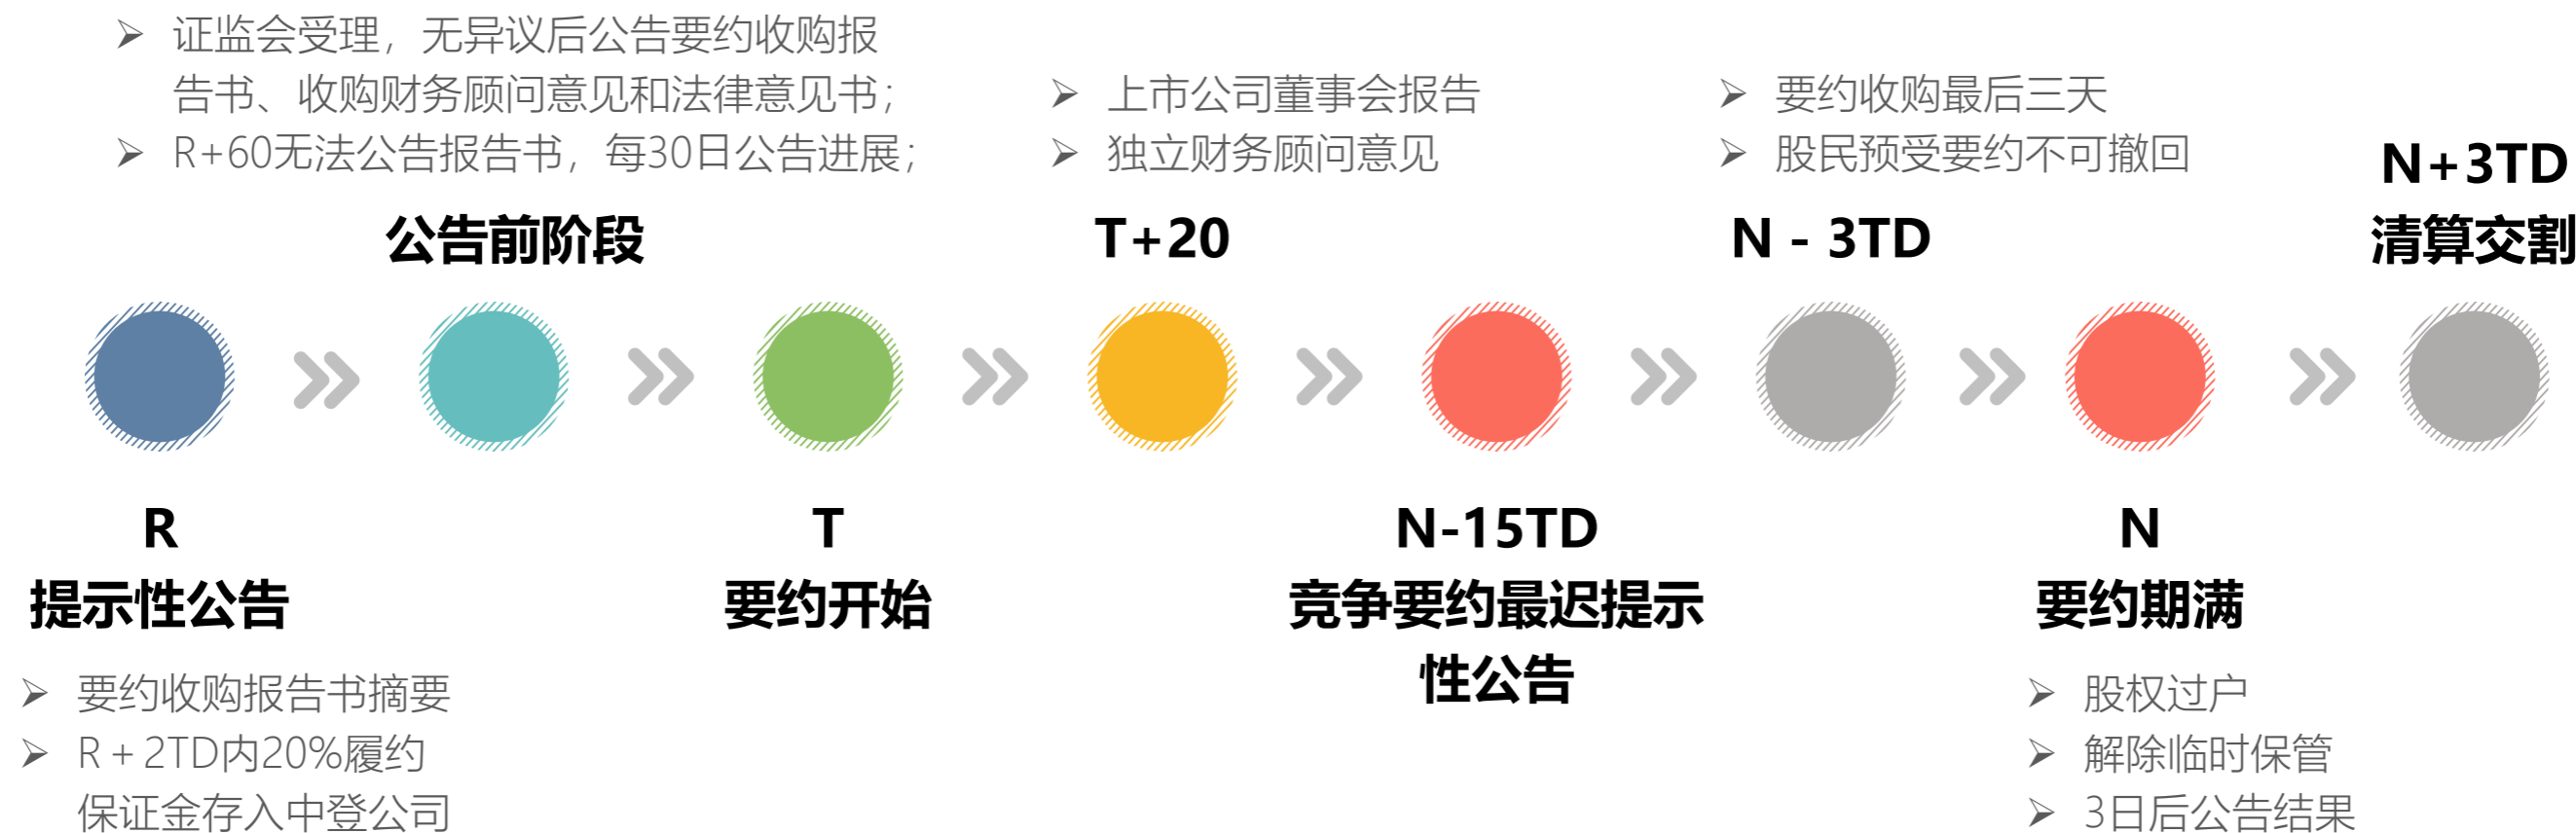 ➢ 证监会受理，无异议后公告要约收购报
告书、收购财务顾问意见和法律意见书；
➢ R+60无法公告报告书，每30日公告进展；
公告前阶段
➢ 上市公司董事会报告
➢ 独立财务顾问意见
T+20
➢ 要约收购最后三天
➢ 股民预受要约不可撤回
N - 3TD
N+3TD
清算交割
R
提示性公告
➢ 要约收购报告书摘要
➢ R + 2TD内20%履约
保证金存入中登公司
T
要约开始
N-15TD
竞争要约最迟提示
性公告
N
要约期满
➢ 股权过户
➢ 解除临时保管
➢ 3日后公告结果